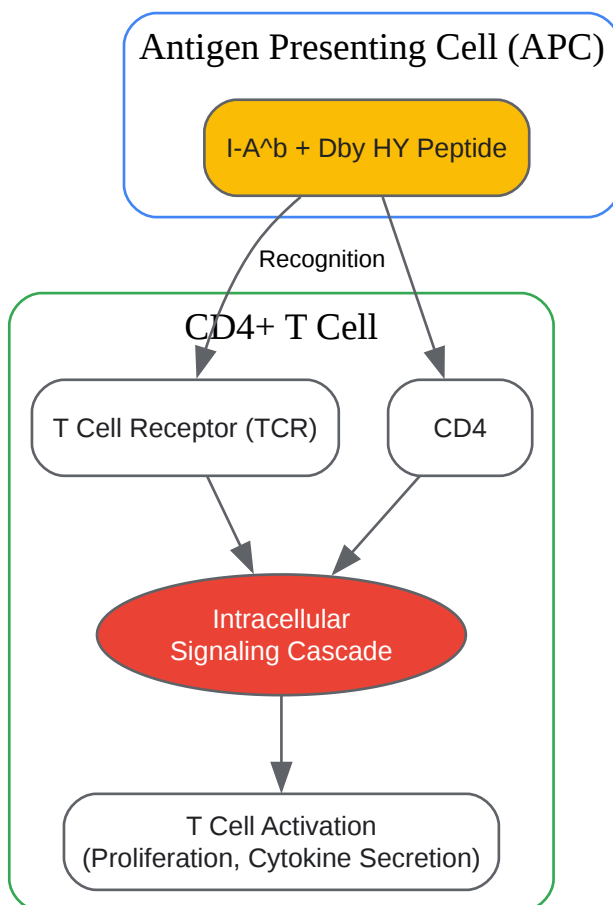 Antigen Presenting Cell (APC)
I-A^b + Dby HY Peptide
Recognition
CD4+ T Cell
T Cell Receptor (TCR)
CD4
Intracellular
Signaling Cascade
T Cell Activation
(Proliferation, Cytokine Secretion)